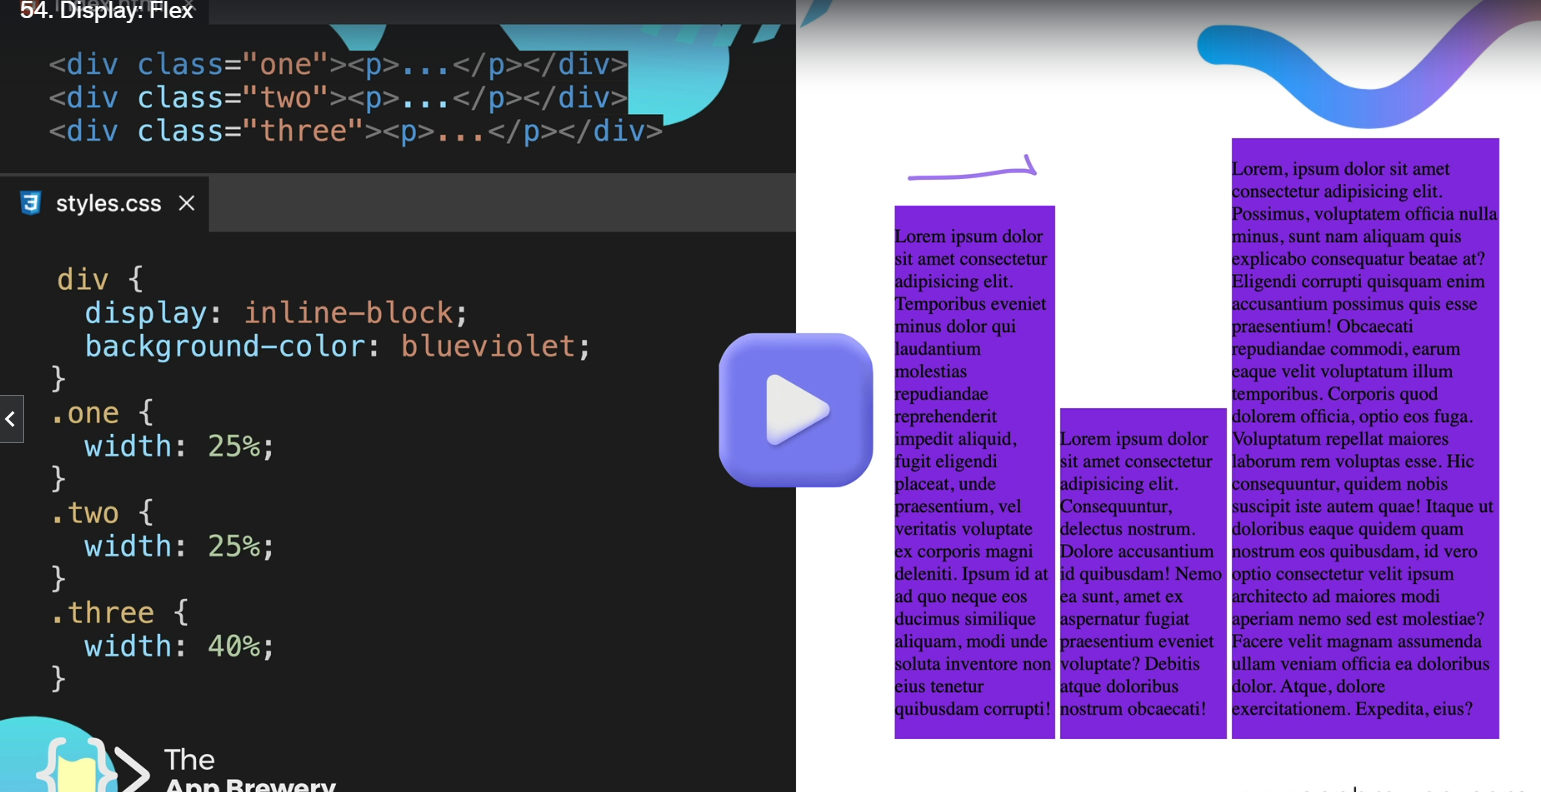 54. Display: Flex
<div class="one"><p>...</p></div>
<div class="two"><p>...</p></div>
<div class="three"><p>...</p></div>
styles.css
div {
display: inline-block;
background-color: blueviolet;
}
.one {
width: 25%;
}
.two {
width: 25%;
}
.three {
width: 40%;
}
The
App Brewery
Lorem ipsum dolor
sit amet consectetur
adipisicing elit.
Temporibus eveniet
minus dolor qui
laudantium
molestias
repudiandae
reprehenderit
impedit aliquid,
fugit eligendi
placeat, unde
praesentium, vel
veritatis voluptate
ex corporis magni
deleniti. Ipsum id at
ad quo neque eos
ducimus similique
aliquam, modi unde
soluta inventore non
eius tenetur
quibusdam corrupti!
Lorem ipsum dolor
sit amet consectetur
adipisicing elit.
Consequuntur,
delectus nostrum.
Dolore accusantium
id quibusdam! Nemo
ea sunt, amet ex
aspernatur fugiat
praesentium eveniet
voluptate? Debitis
atque doloribus
nostrum obcaecati!
Lorem, ipsum dolor sit amet
consectetur adipisicing elit.
Possimus, voluptatem officia nulla
minus, sunt nam aliquam quis
explicabo consequatur beatae at?
Eligendi corrupti quisquam enim
accusantium possimus quis esse
praesentium! Obcaecati
repudiandae commodi, earum
eaque velit voluptatum illum
temporibus. Corporis quod
dolorem officia, optio eos fuga.
Voluptatum repellat maiores
laborum rem voluptas esse. Hic
consequuntur, quidem nobis
suscipit iste autem quae! Itaque ut
doloribus eaque quidem quam
nostrum eos quibusdam, id vero
optio consectetur velit ipsum
architecto ad maiores modi
aperiam nemo sed est molestiae?
Facere velit magnam assumenda
ullam veniam officia ea doloribus
dolor. Atque, dolore
exercitationem. Expedita, eius?